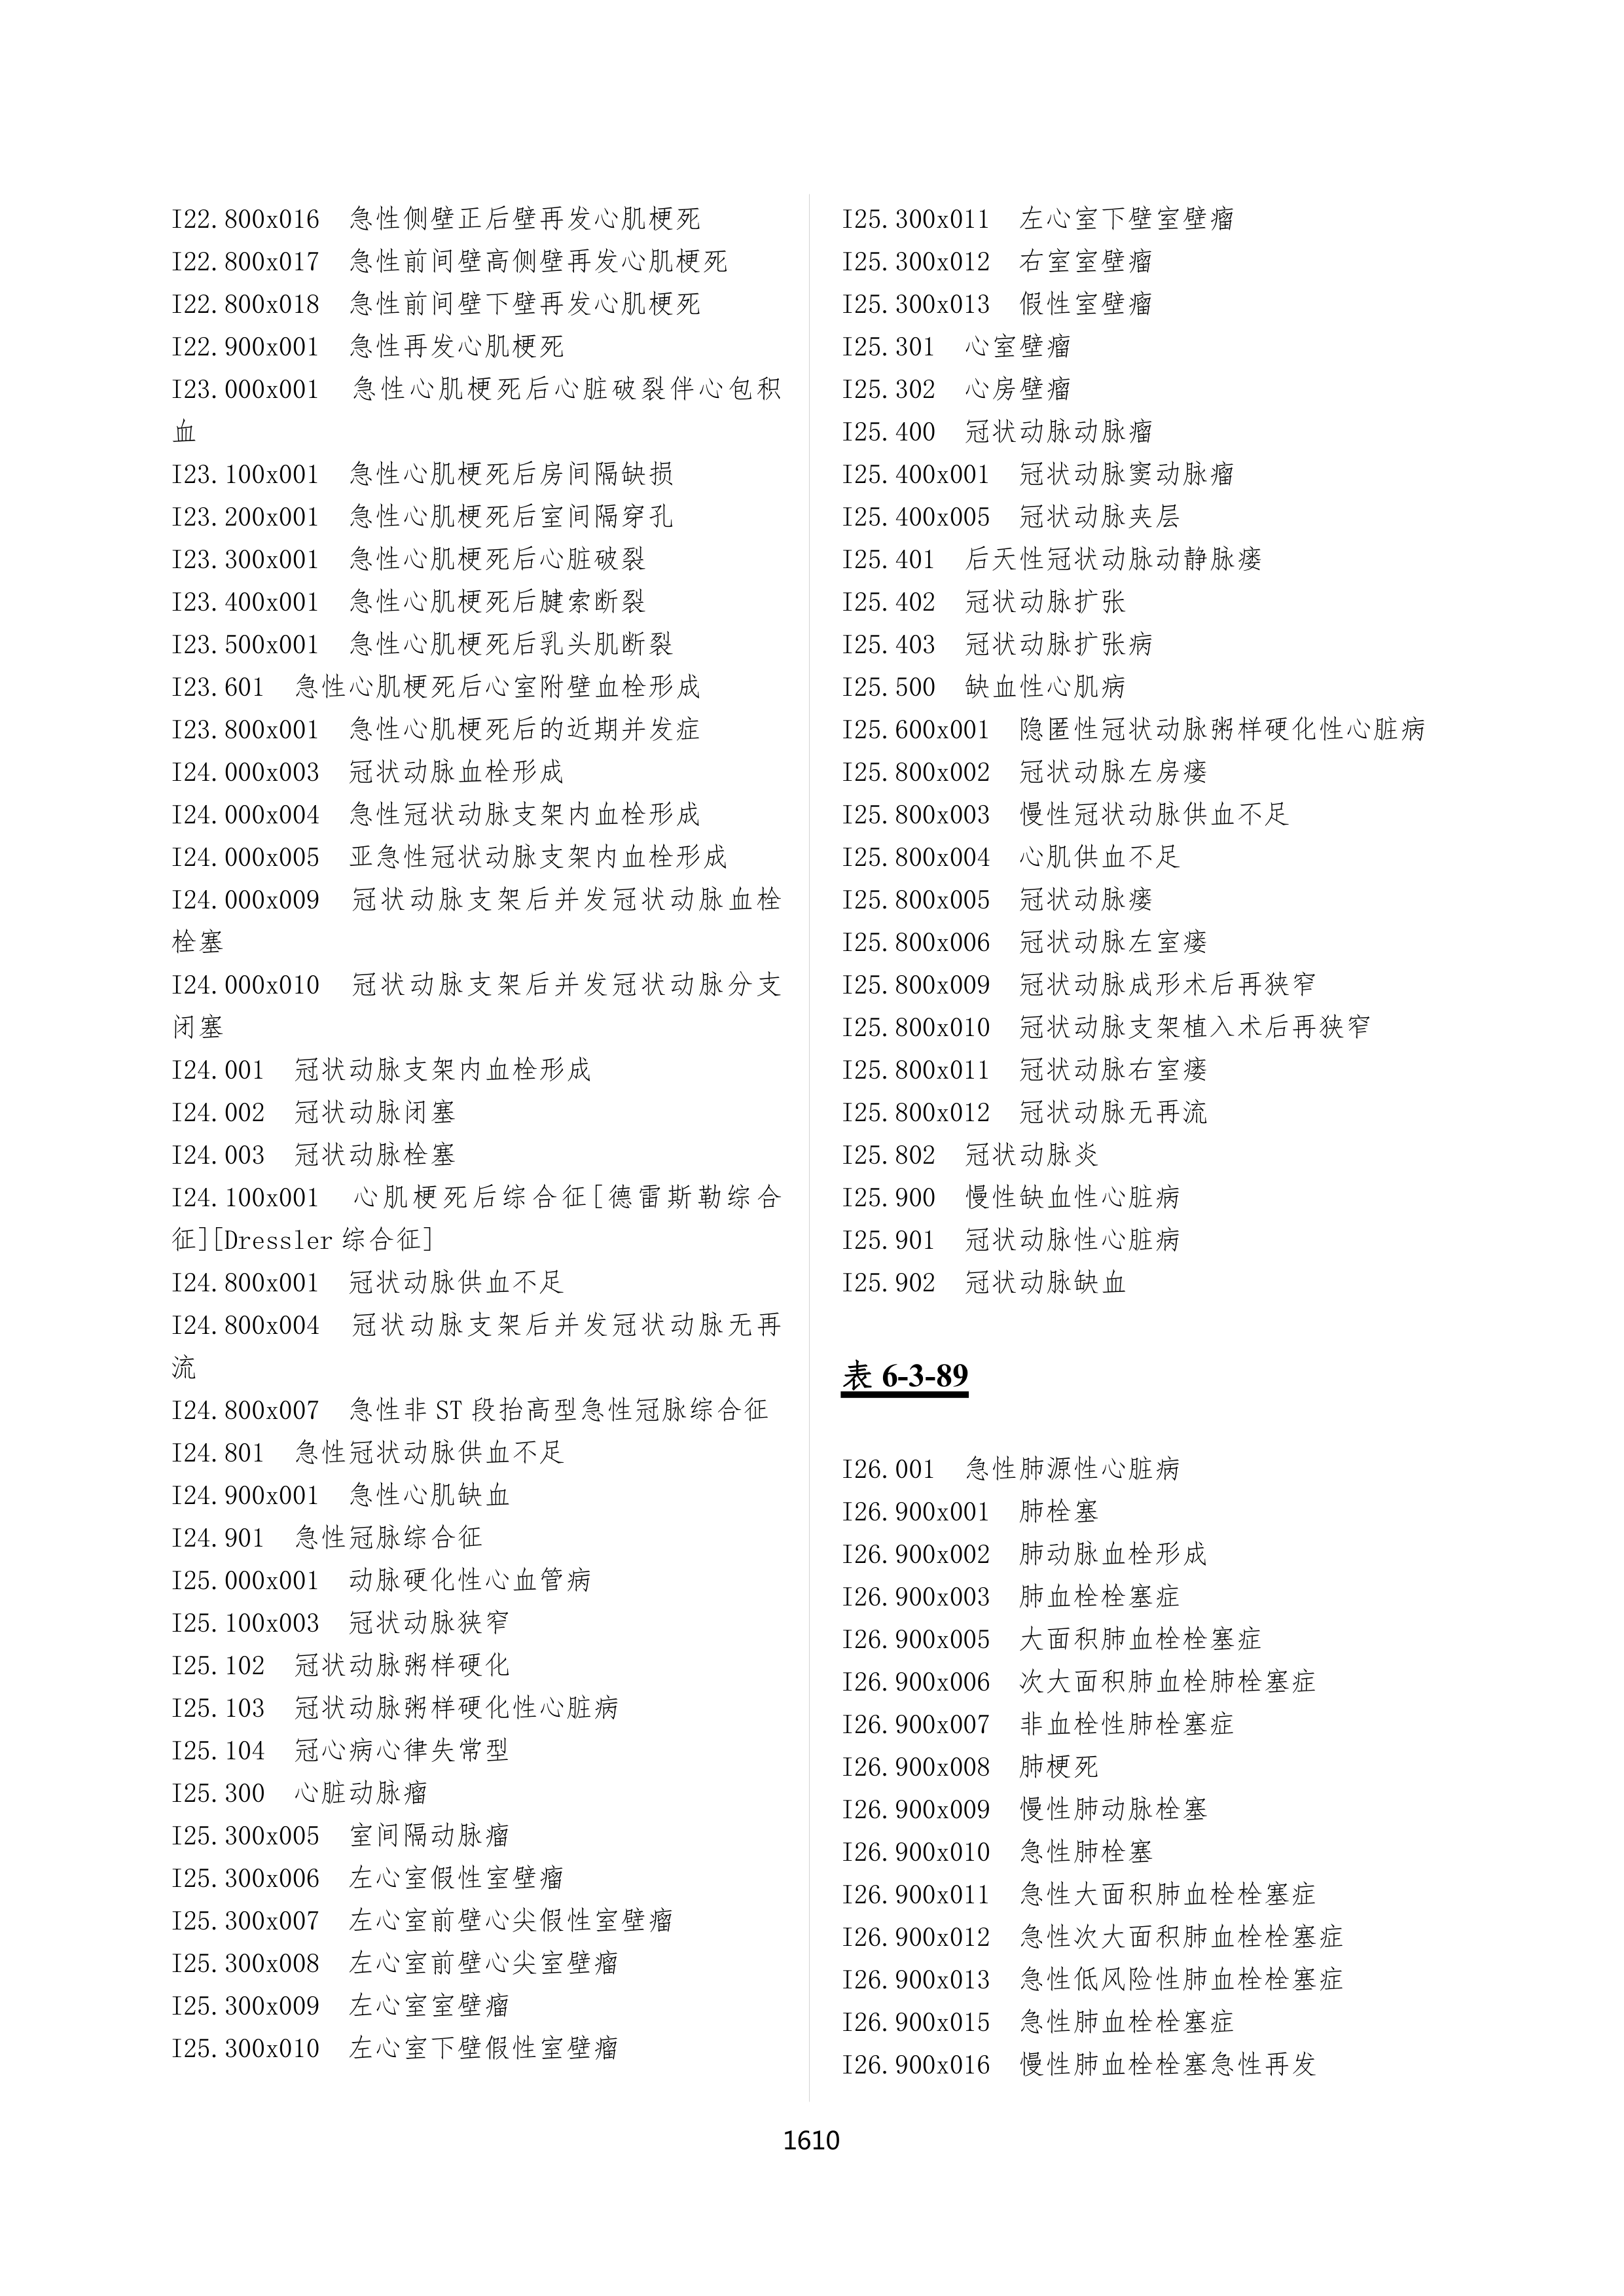 I22.800x016 急性侧壁正后壁再发心肌梗死
I22.800x017 急性前间壁高侧壁再发心肌梗死
I22.800x018 急性前间壁下壁再发心肌梗死
I22.900x001 急性再发心肌梗死
I23.000x001 急性心肌梗死后心脏破裂伴心包积
血
I23.100x001 急性心肌梗死后房间隔缺损
I23.200x001 急性心肌梗死后室间隔穿孔
I23.300x001 急性心肌梗死后心脏破裂
I23.400x001 急性心肌梗死后腱索断裂
I23.500x001 急性心肌梗死后乳头肌断裂
I23.601 急性心肌梗死后心室附壁血栓形成
I23.800x001 急性心肌梗死后的近期并发症
I24.000x003 冠状动脉血栓形成
I24.000x004 急性冠状动脉支架内血栓形成
I24.000x005 亚急性冠状动脉支架内血栓形成
I24.000x009 冠状动脉支架后并发冠状动脉血栓
栓塞
I24.000x010 冠状动脉支架后并发冠状动脉分支
闭塞
I24.001 冠状动脉支架内血栓形成
I24.002 冠状动脉闭塞
I24.003 冠状动脉栓塞
I24.100x001 心肌梗死后综合征[德雷斯勒综合
征][Dressler 综合征]
I24.800x001 冠状动脉供血不足
I24.800x004 冠状动脉支架后并发冠状动脉无再
流
I24.800x007 急性非 ST 段抬高型急性冠脉综合征
I24.801 急性冠状动脉供血不足
I24.900x001 急性心肌缺血
I24.901 急性冠脉综合征
I25.000x001 动脉硬化性心血管病
I25.100x003 冠状动脉狭窄
I25.102 冠状动脉粥样硬化
I25.103 冠状动脉粥样硬化性心脏病
I25.104 冠心病心律失常型
I25.300 心脏动脉瘤
I25.300x005 室间隔动脉瘤
I25.300x006 左心室假性室壁瘤
I25.300x007 左心室前壁心尖假性室壁瘤
I25.300x008 左心室前壁心尖室壁瘤
I25.300x009 左心室室壁瘤
I25.300x010 左心室下壁假性室壁瘤
I25.300x011 左心室下壁室壁瘤
I25.300x012 右室室壁瘤
I25.300x013 假性室壁瘤
I25.301 心室壁瘤
I25.302 心房壁瘤
I25.400 冠状动脉动脉瘤
I25.400x001 冠状动脉窦动脉瘤
I25.400x005 冠状动脉夹层
I25.401 后天性冠状动脉动静脉瘘
I25.402 冠状动脉扩张
I25.403 冠状动脉扩张病
I25.500 缺血性心肌病
I25.600x001 隐匿性冠状动脉粥样硬化性心脏病
I25.800x002 冠状动脉左房瘘
I25.800x003 慢性冠状动脉供血不足
I25.800x004 心肌供血不足
I25.800x005 冠状动脉瘘
I25.800x006 冠状动脉左室瘘
I25.800x009 冠状动脉成形术后再狭窄
I25.800x010 冠状动脉支架植入术后再狭窄
I25.800x011 冠状动脉右室瘘
I25.800x012 冠状动脉无再流
I25.802 冠状动脉炎
I25.900 慢性缺血性心脏病
I25.901 冠状动脉性心脏病
I25.902 冠状动脉缺血
表 6-3-89
I26.001 急性肺源性心脏病
I26.900x001 肺栓塞
I26.900x002 肺动脉血栓形成
I26.900x003 肺血栓栓塞症
I26.900x005 大面积肺血栓栓塞症
I26.900x006 次大面积肺血栓肺栓塞症
I26.900x007 非血栓性肺栓塞症
I26.900x008 肺梗死
I26.900x009 慢性肺动脉栓塞
I26.900x010 急性肺栓塞
I26.900x011 急性大面积肺血栓栓塞症
I26.900x012 急性次大面积肺血栓栓塞症
I26.900x013 急性低风险性肺血栓栓塞症
I26.900x015 急性肺血栓栓塞症
I26.900x016 慢性肺血栓栓塞急性再发
1610